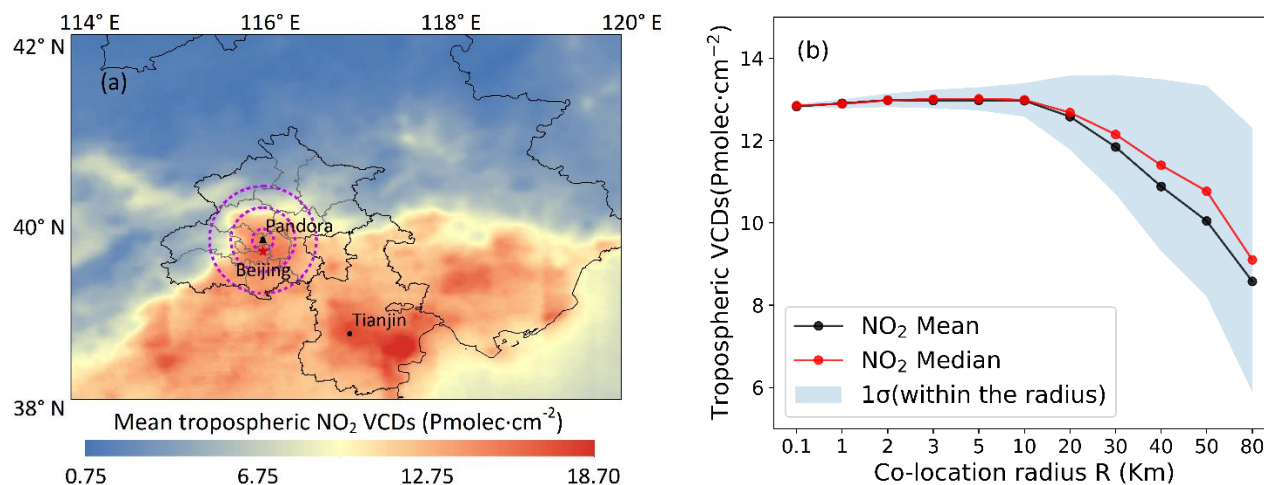 114° E 116° E 118° E 120° E
42° N
(a)
40° N
Pandora
Beijing
Tianjin
38° N
Mean tropospheric NO₂ VCDs (Pmolec·cm⁻²)
0.75 6.75 12.75 18.70
Tropospheric VCDs(Pmolec·cm⁻²)
14
12
10
8
6
(b)
NO₂ Mean
NO₂ Median
1σ(within the radius)
0.1 1 2 3 5 10 20 30 40 50 80
Co-location radius R (Km)